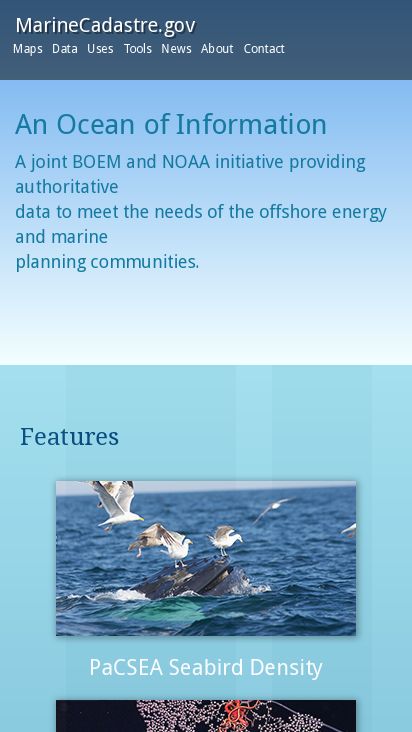 MarineCadastre.gov
Maps Data Uses Tools News About Contact
An Ocean of Information
A joint BOEM and NOAA initiative providing
authoritative
data to meet the needs of the offshore energy
and marine
planning communities.
Features
PaCSEA Seabird Density